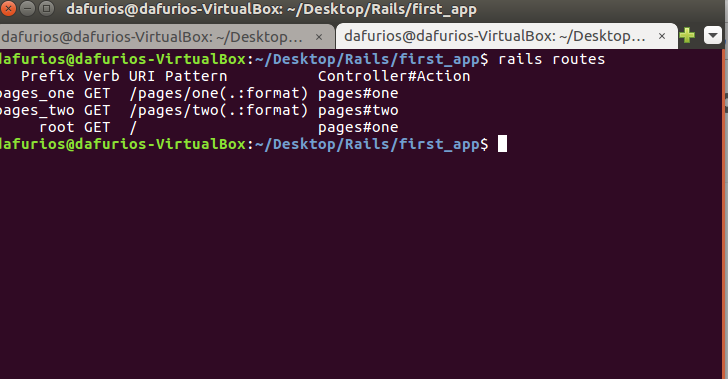 dafurios@dafurios-VirtualBox: ~/Desktop/Rails/first_app
dafurios@dafurios-VirtualBox: ~/Desktop/... × dafurios@dafurios-VirtualBox: ~/Desktop/... ×
dafurios@dafurios-VirtualBox:~/Desktop/Rails/first_app$ rails routes
Prefix Verb URI Pattern Controller#Action
pages_one GET /pages/one(.:format) pages#one
pages_two GET /pages/two(.:format) pages#two
root GET / pages#one
dafurios@dafurios-VirtualBox:~/Desktop/Rails/first_app$